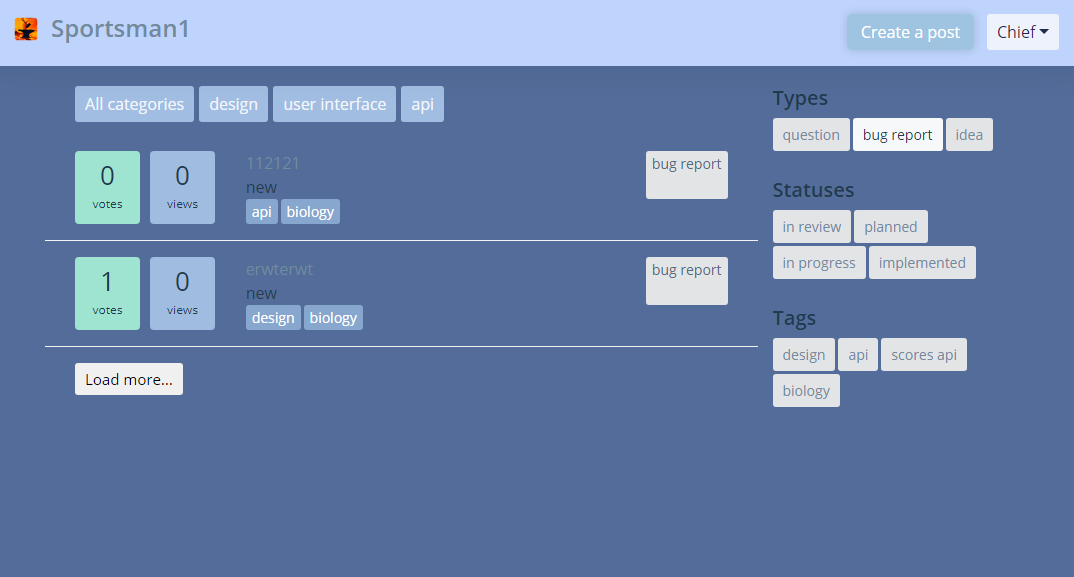 Sportsman1
Create a post
Chief
All categories design user interface api
0 votes
0 views
112121
new
api biology
bug report
1 votes
0 views
erwterwt
new
design biology
bug report
Load more...
Types
question bug report idea
Statuses
in review planned
in progress implemented
Tags
design api scores api
biology